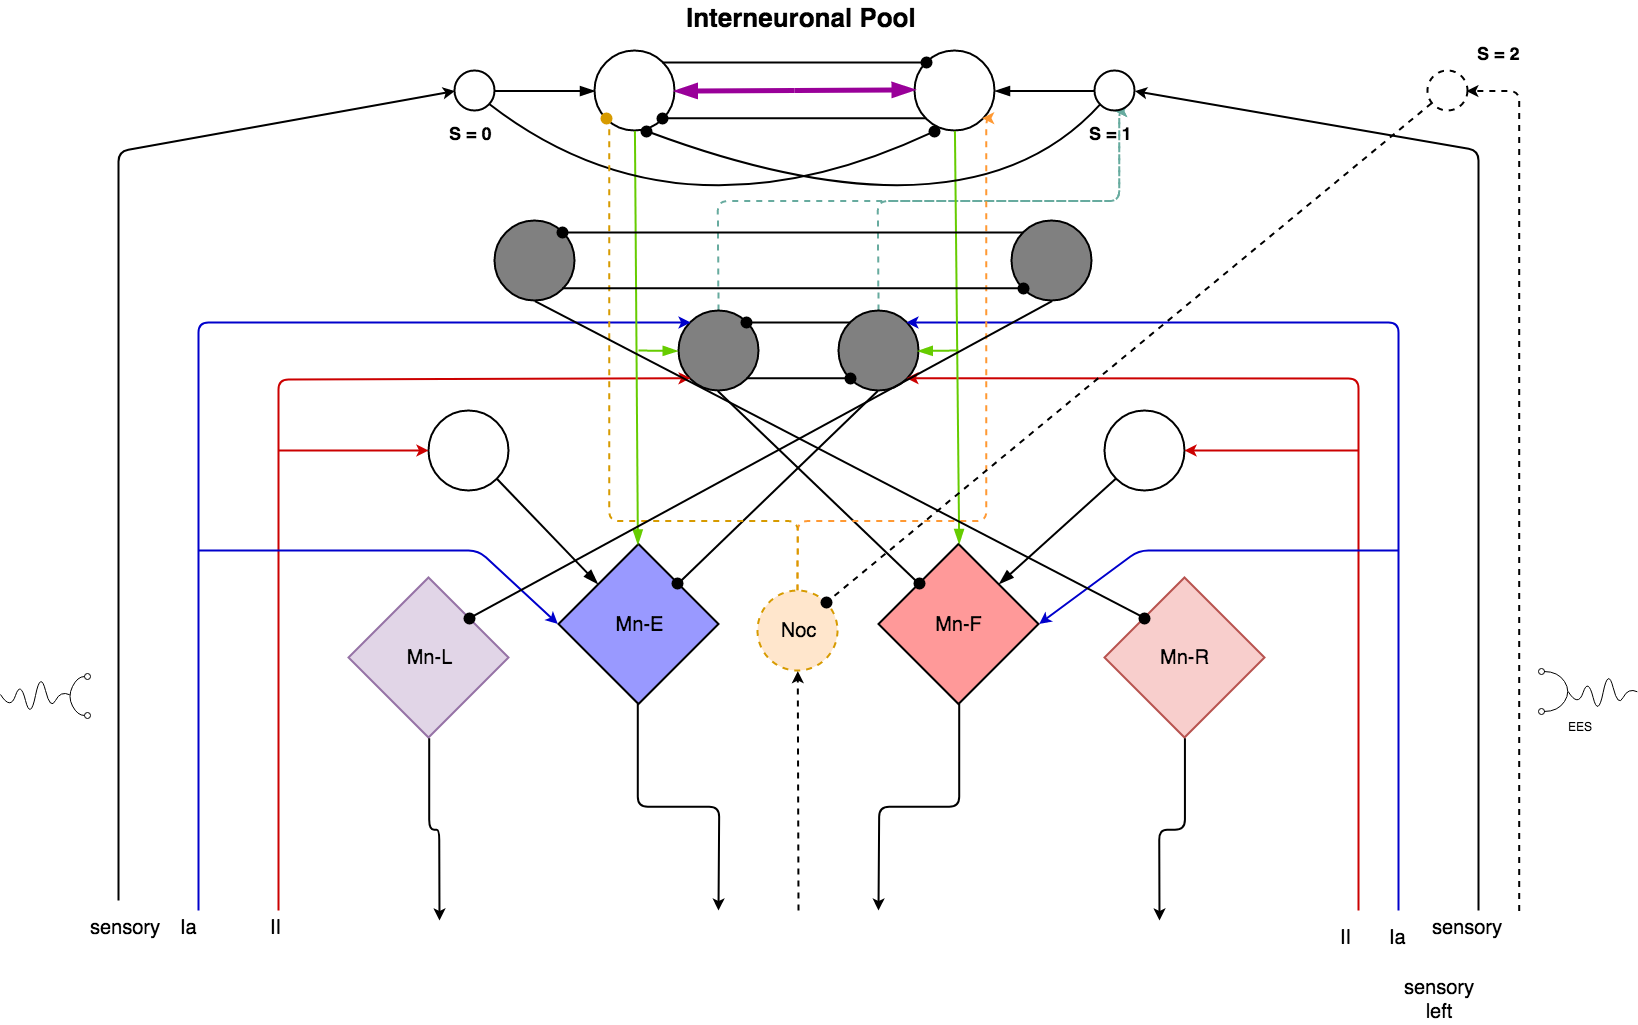 Interneuronal Pool
S = 2
S = 0
S = 1
Mn-E
Noc
Mn-F
Mn-L
Mn-R
EES
sensory
Ia
II
II
Ia
sensory
sensory
left